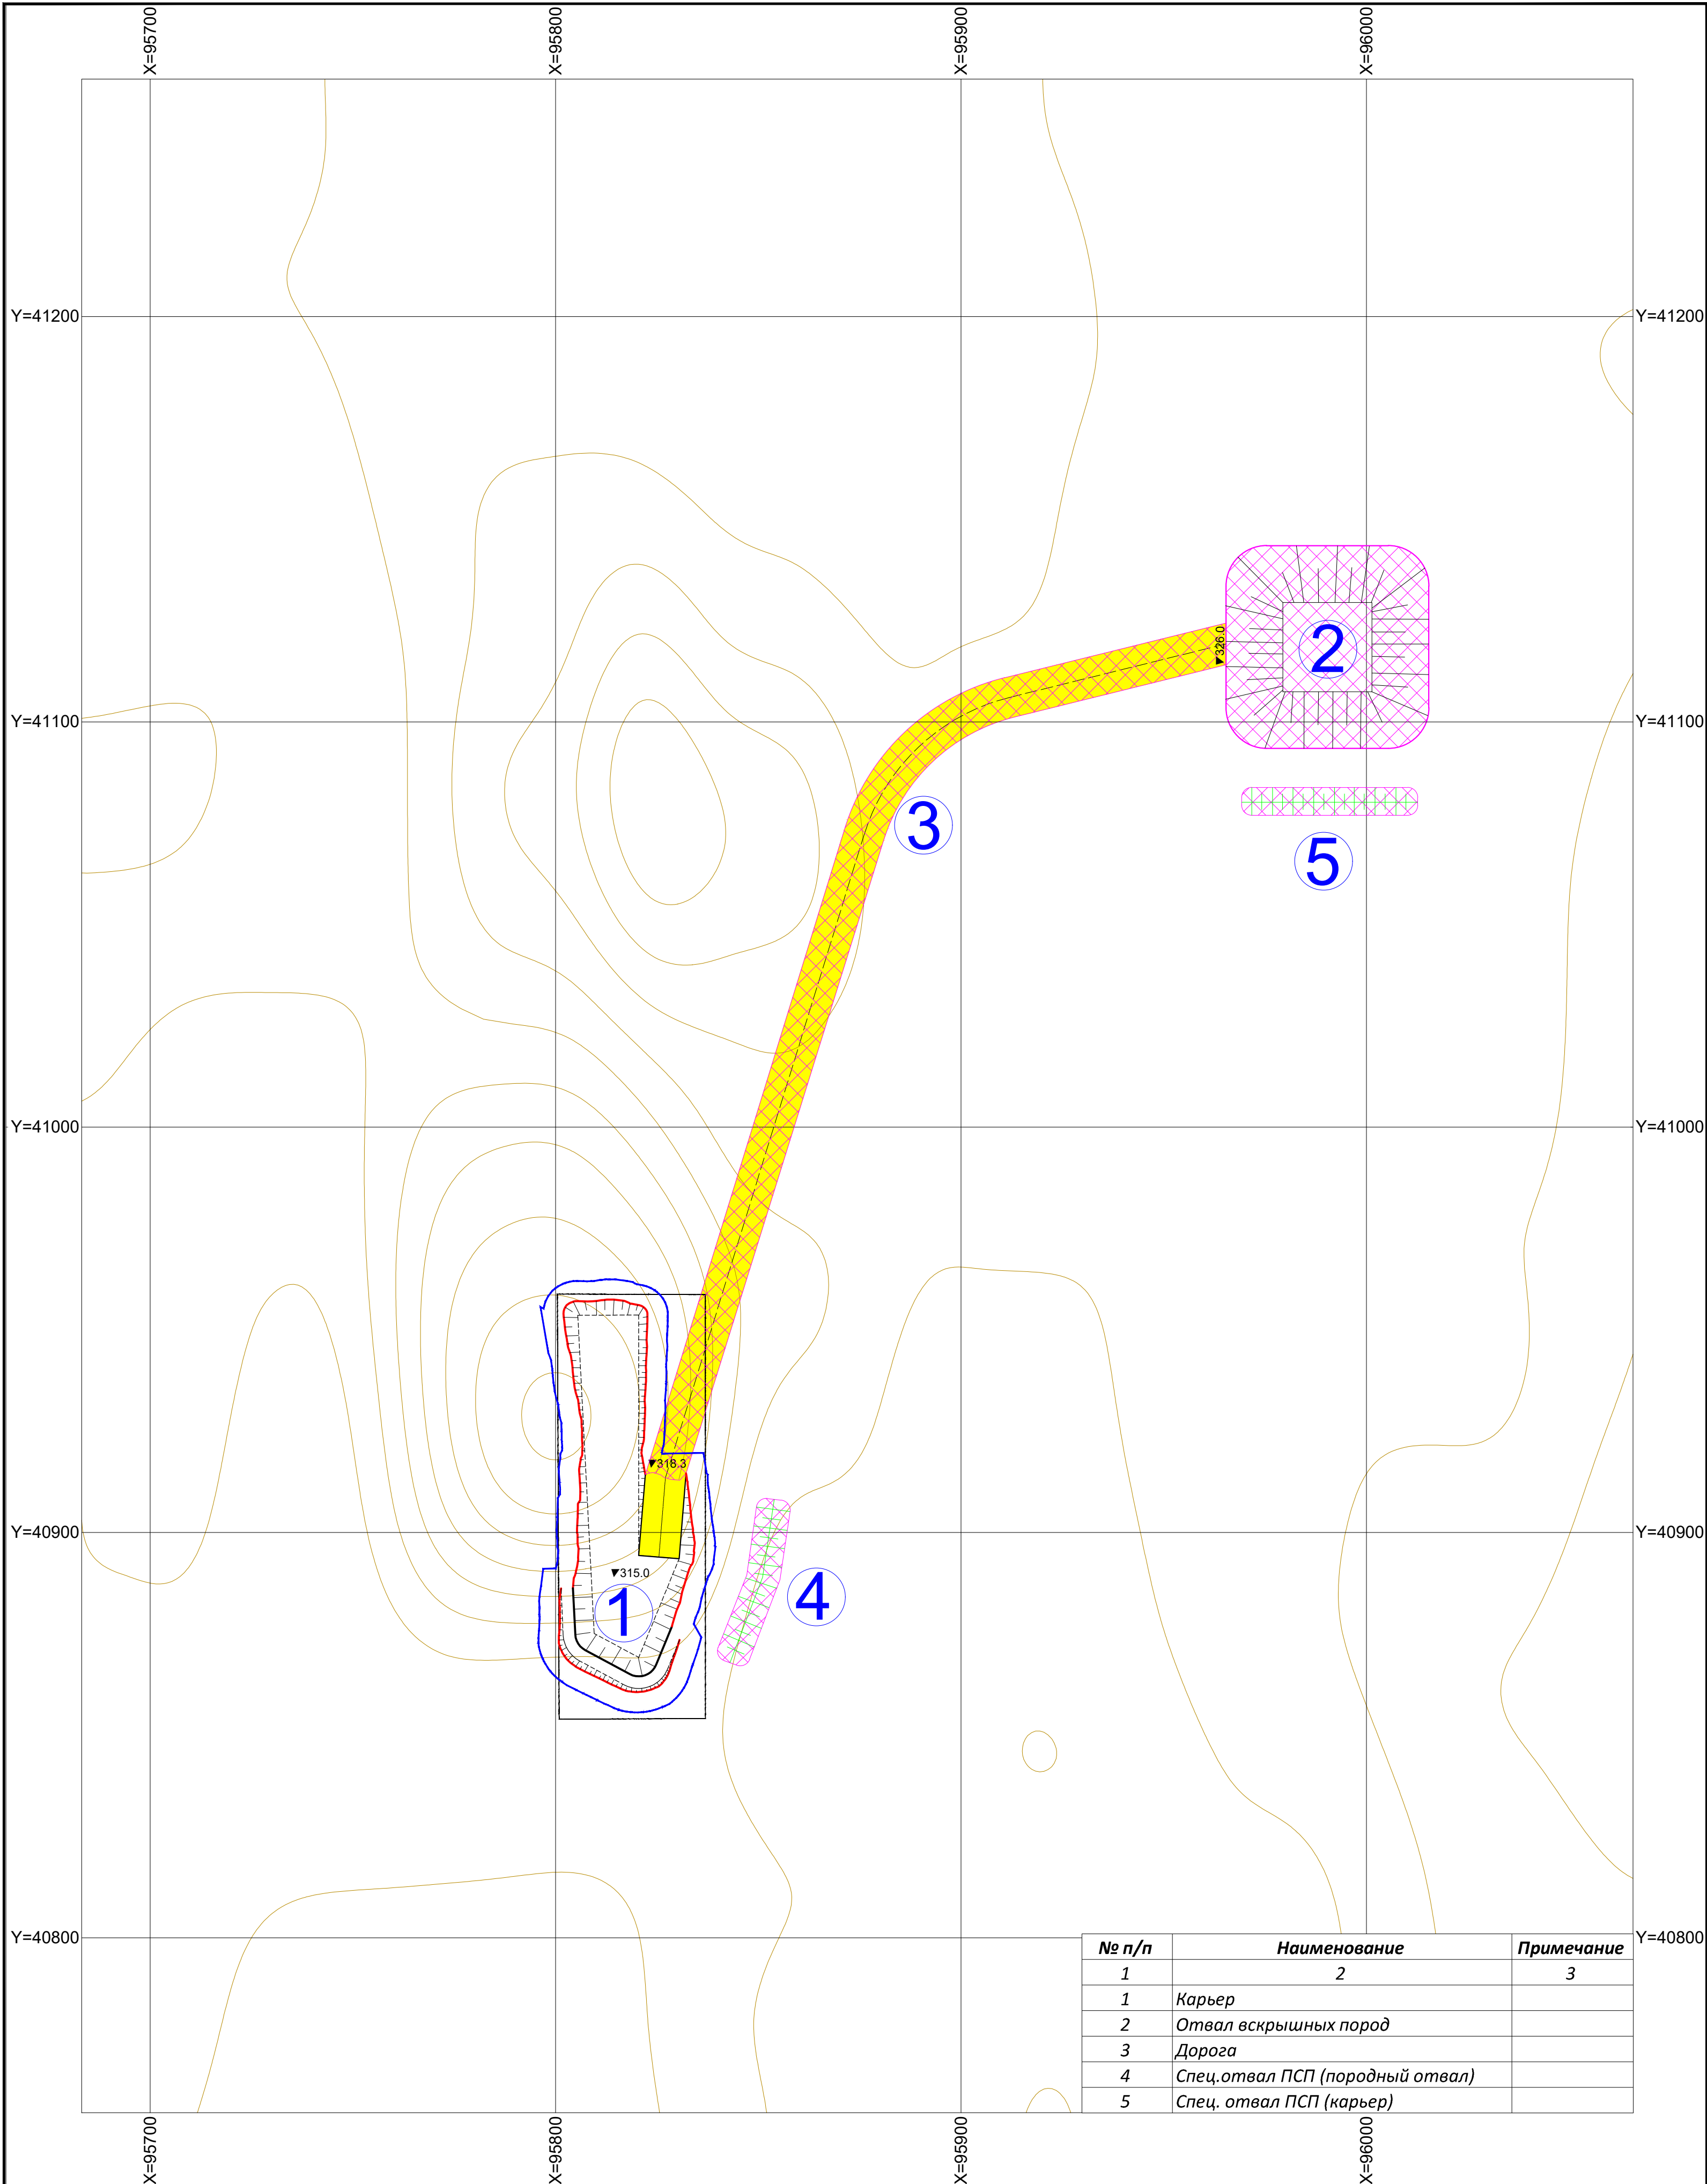 X=95700
X=95800
X=95900
X=96000
Y=41200
Y=41200
326.0
2
Y=41100
Y=41100
3
5
Y=41000
Y=41000
318.3
Y=40900
Y=40900
315.0
1
4
Y=40800
Y=40800
№ п/п Наименование Примечание
1 2 3
1 Карьер
2 Отвал вскрышных пород
3 Дорога
4 Спец.отвал ПСП (породный отвал)
5 Спец. отвал ПСП (карьер)
X=95700
X=95800
X=95900
X=96000